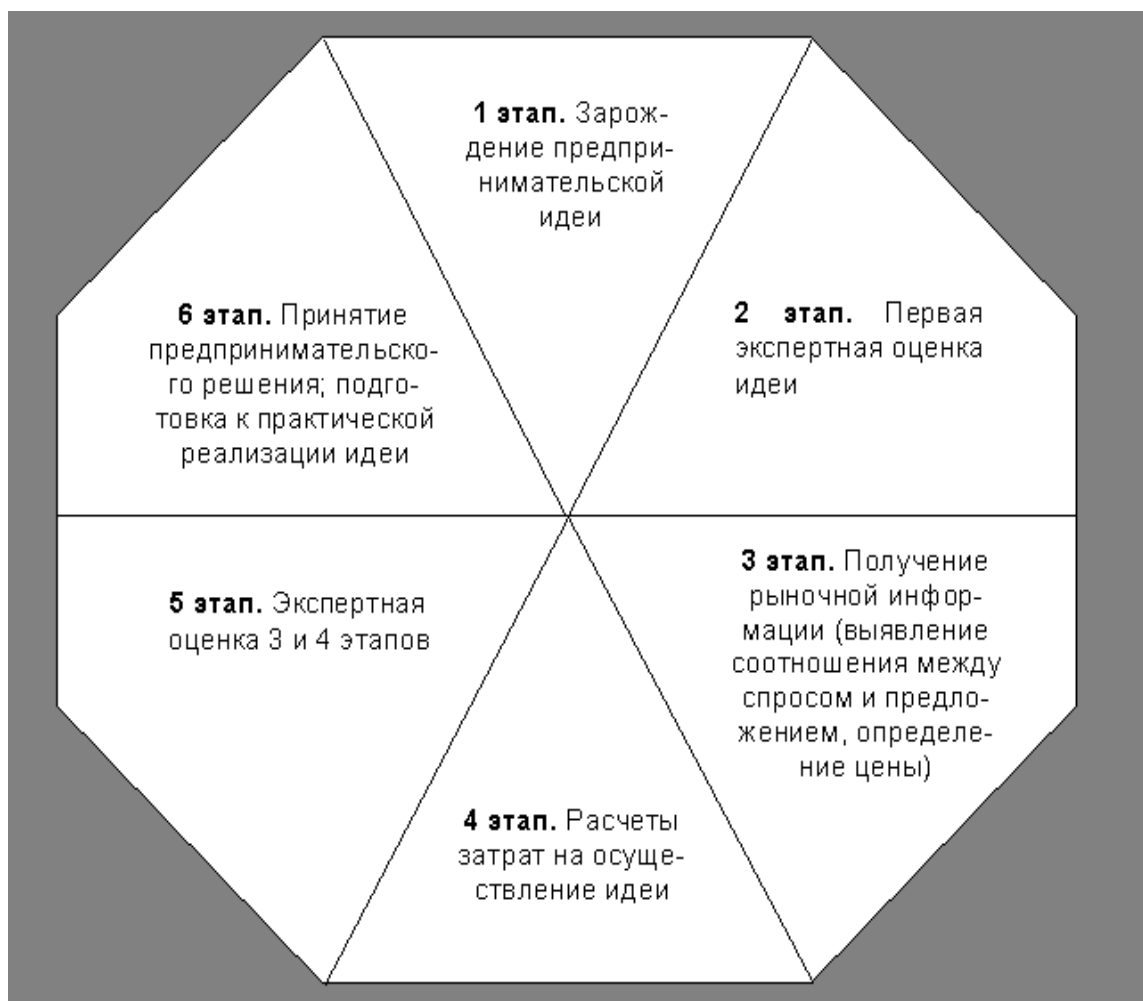 1 этап. Зарож-
дение предпри-
нимательской
идеи
2 этап. Первая
экспертная оценка
идеи
3 этап. Получение
рыночной инфор-
мации (выявление
соотношения между
спросом и предло-
жением, определе-
ние цены)
4 этап. Расчеты
затрат на осуще-
ствление идеи
5 этап. Экспертная
оценка 3 и 4 этапов
6 этап. Принятие
предпринимательско-
го решения; подго-
товка к практической
реализации идеи